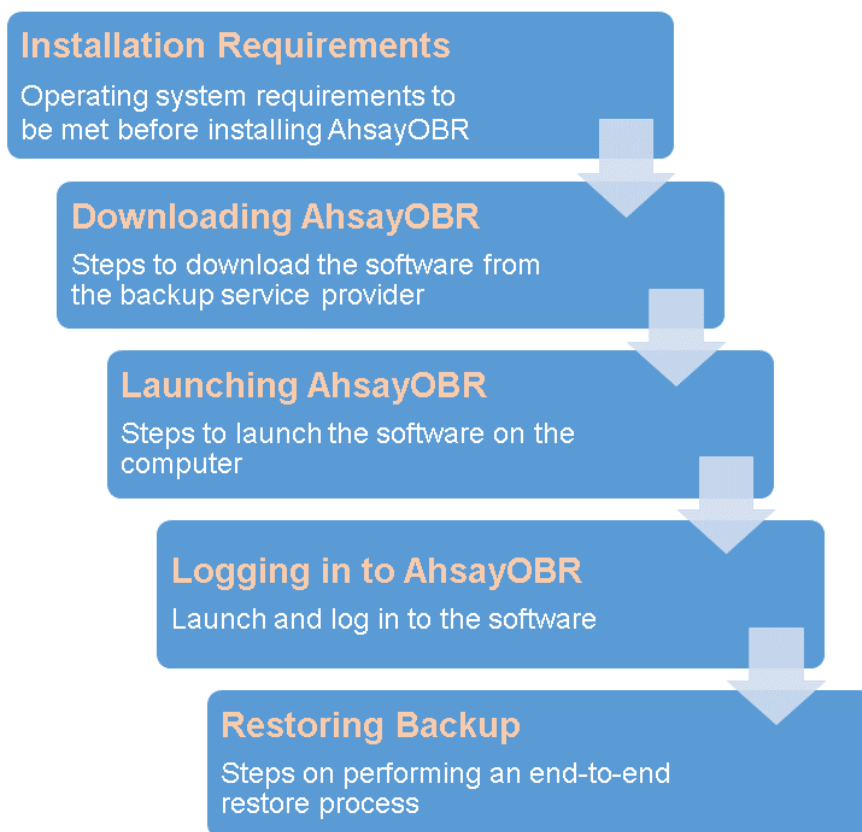 Installation Requirements
Operating system requirements to
be met before installing AhsayOBR
Downloading AhsayOBR
Steps to download the software from
the backup service provider
Launching AhsayOBR
Steps to launch the software on the
computer
Logging in to AhsayOBR
Launch and log in to the software
Restoring Backup
Steps on performing an end-to-end
restore process